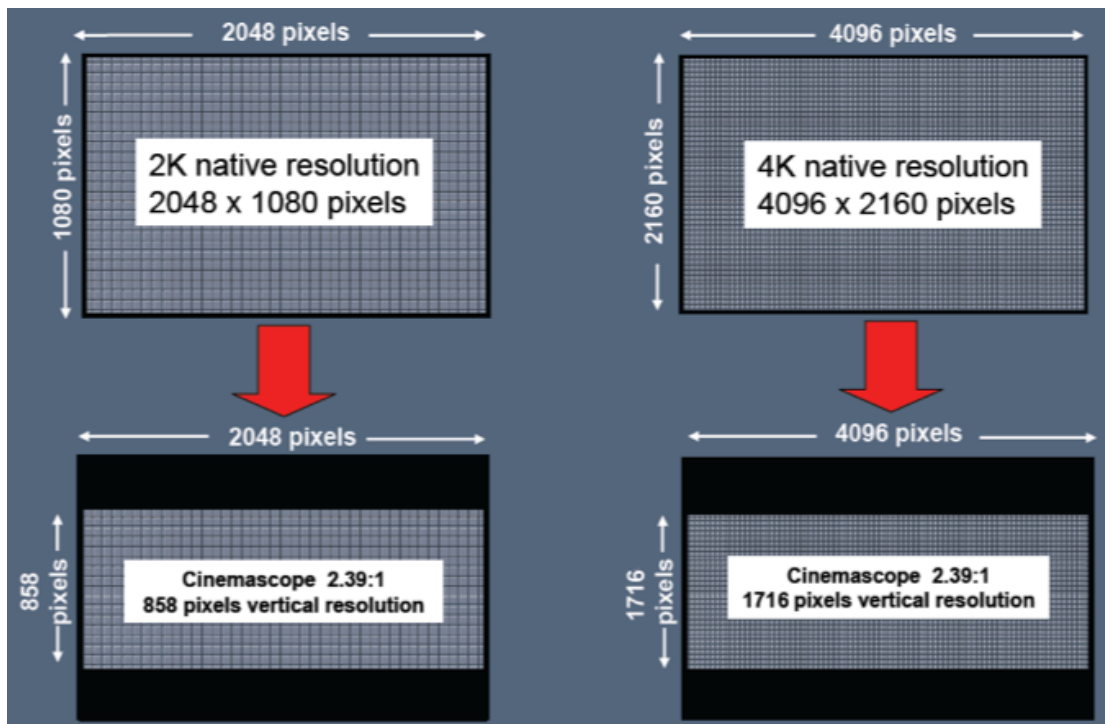 2048 pixels
1080 pixels
2K native resolution
2048 x 1080 pixels
4096 pixels
2160 pixels
4K native resolution
4096 x 2160 pixels
2048 pixels
858
pixels
Cinemascope 2.39:1
858 pixels vertical resolution
4096 pixels
1716
pixels
Cinemascope 2.39:1
1716 pixels vertical resolution